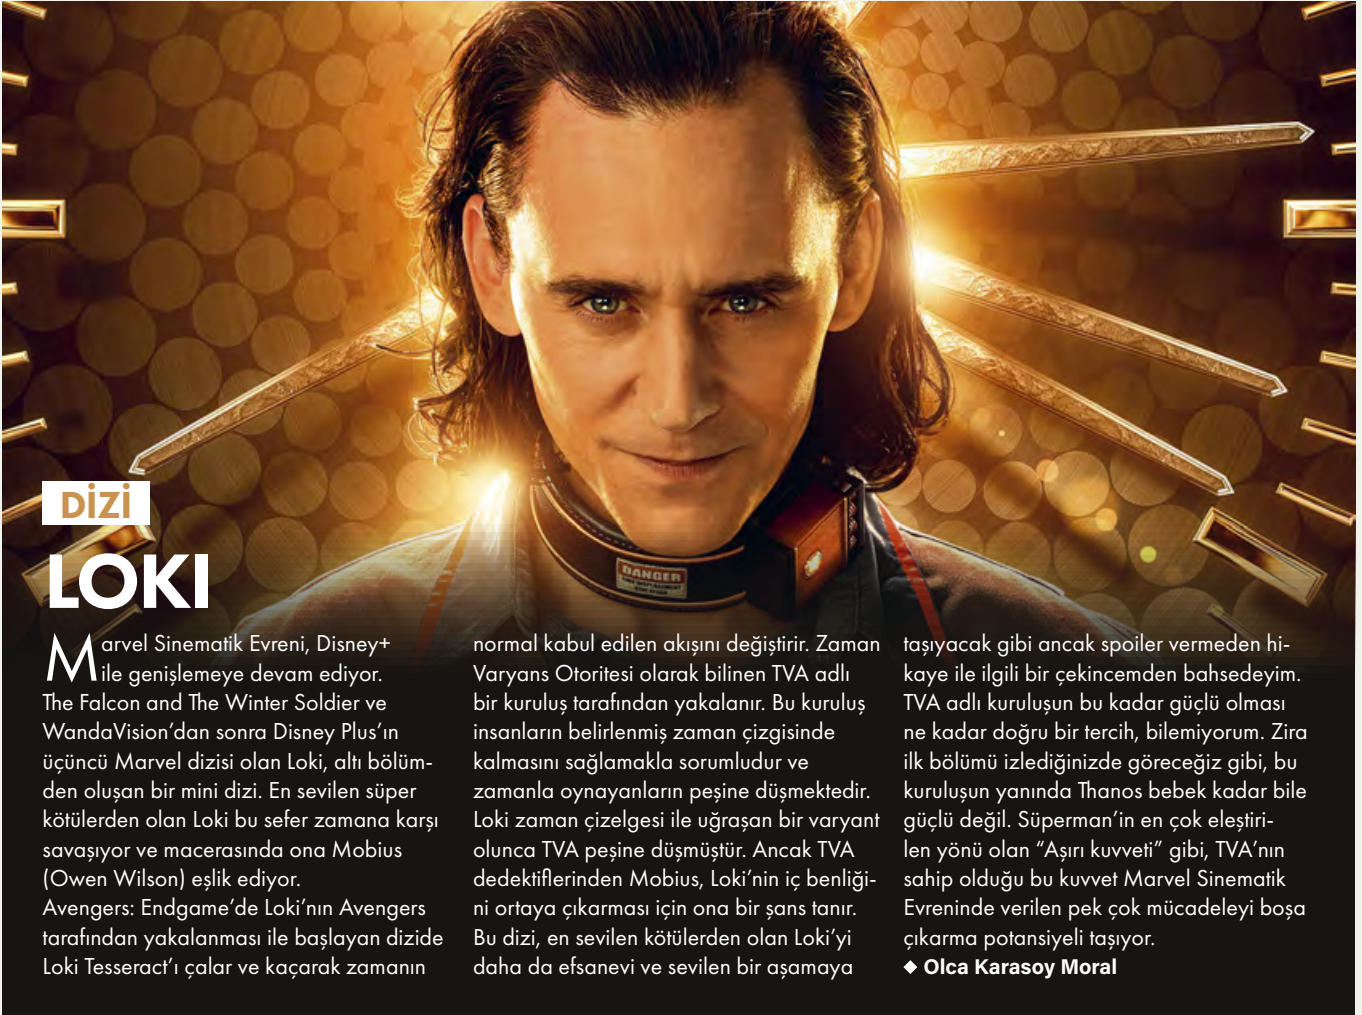 DANGER
DİZİ
LOKI
Marvel Sinematik Evreni, Disney+
ile genişlemeye devam ediyor.
The Falcon and The Winter Soldier ve
WandaVision’dan sonra Disney Plus’ın
üçüncü Marvel dizisi olan Loki, altı bölüm-
den oluşan bir mini dizi. En sevilen süper
kötülerden olan Loki bu sefer zamana karşı
savaşıyor ve macerasında ona Mobius
(Owen Wilson) eşlik ediyor.
Avengers: Endgame’de Loki’nın Avengers
tarafından yakalanması ile başlayan dizide
Loki Tesseract’ı çalar ve kaçarak zamanın
normal kabul edilen akışını değiştirir. Zaman
Varyans Otoritesi olarak bilinen TVA adlı
bir kuruluş tarafından yakalanır. Bu kuruluş
insanların belirlenmiş zaman çizgisinde
kalmasını sağlamakla sorumludur ve
zamanla oynayanların peşine düşmektedir.
Loki zaman çizelgesi ile uğraşan bir varyant
olunca TVA peşine düşmüştür. Ancak TVA
dedektiflerinden Mobius, Loki’nin iç benliği-
ni ortaya çıkarması için ona bir şans tanır.
Bu dizi, en sevilen kötülerden olan Loki’yi
daha da efsanevi ve sevilen bir aşamaya
taşıyacak gibi ancak spoiler vermeden hi-
kaye ile ilgili bir çekincemden bahsedeyim.
TVA adlı kuruluşun bu kadar güçlü olması
ne kadar doğru bir tercih, bilemiyorum. Zira
ilk bölümü izlediğinizde göreceğiz gibi, bu
kuruluşun yanında Thanos bebek kadar bile
güçlü değil. Süperman’in en çok eleştiri-
len yönü olan “Aşırı kuvveti” gibi, TVA’nın
sahip olduğu bu kuvvet Marvel Sinematik
Evreninde verilen pek çok mücadeleyi boşa
çıkarma potansiyeli taşıyor.
◆ Olca Karasoy Moral